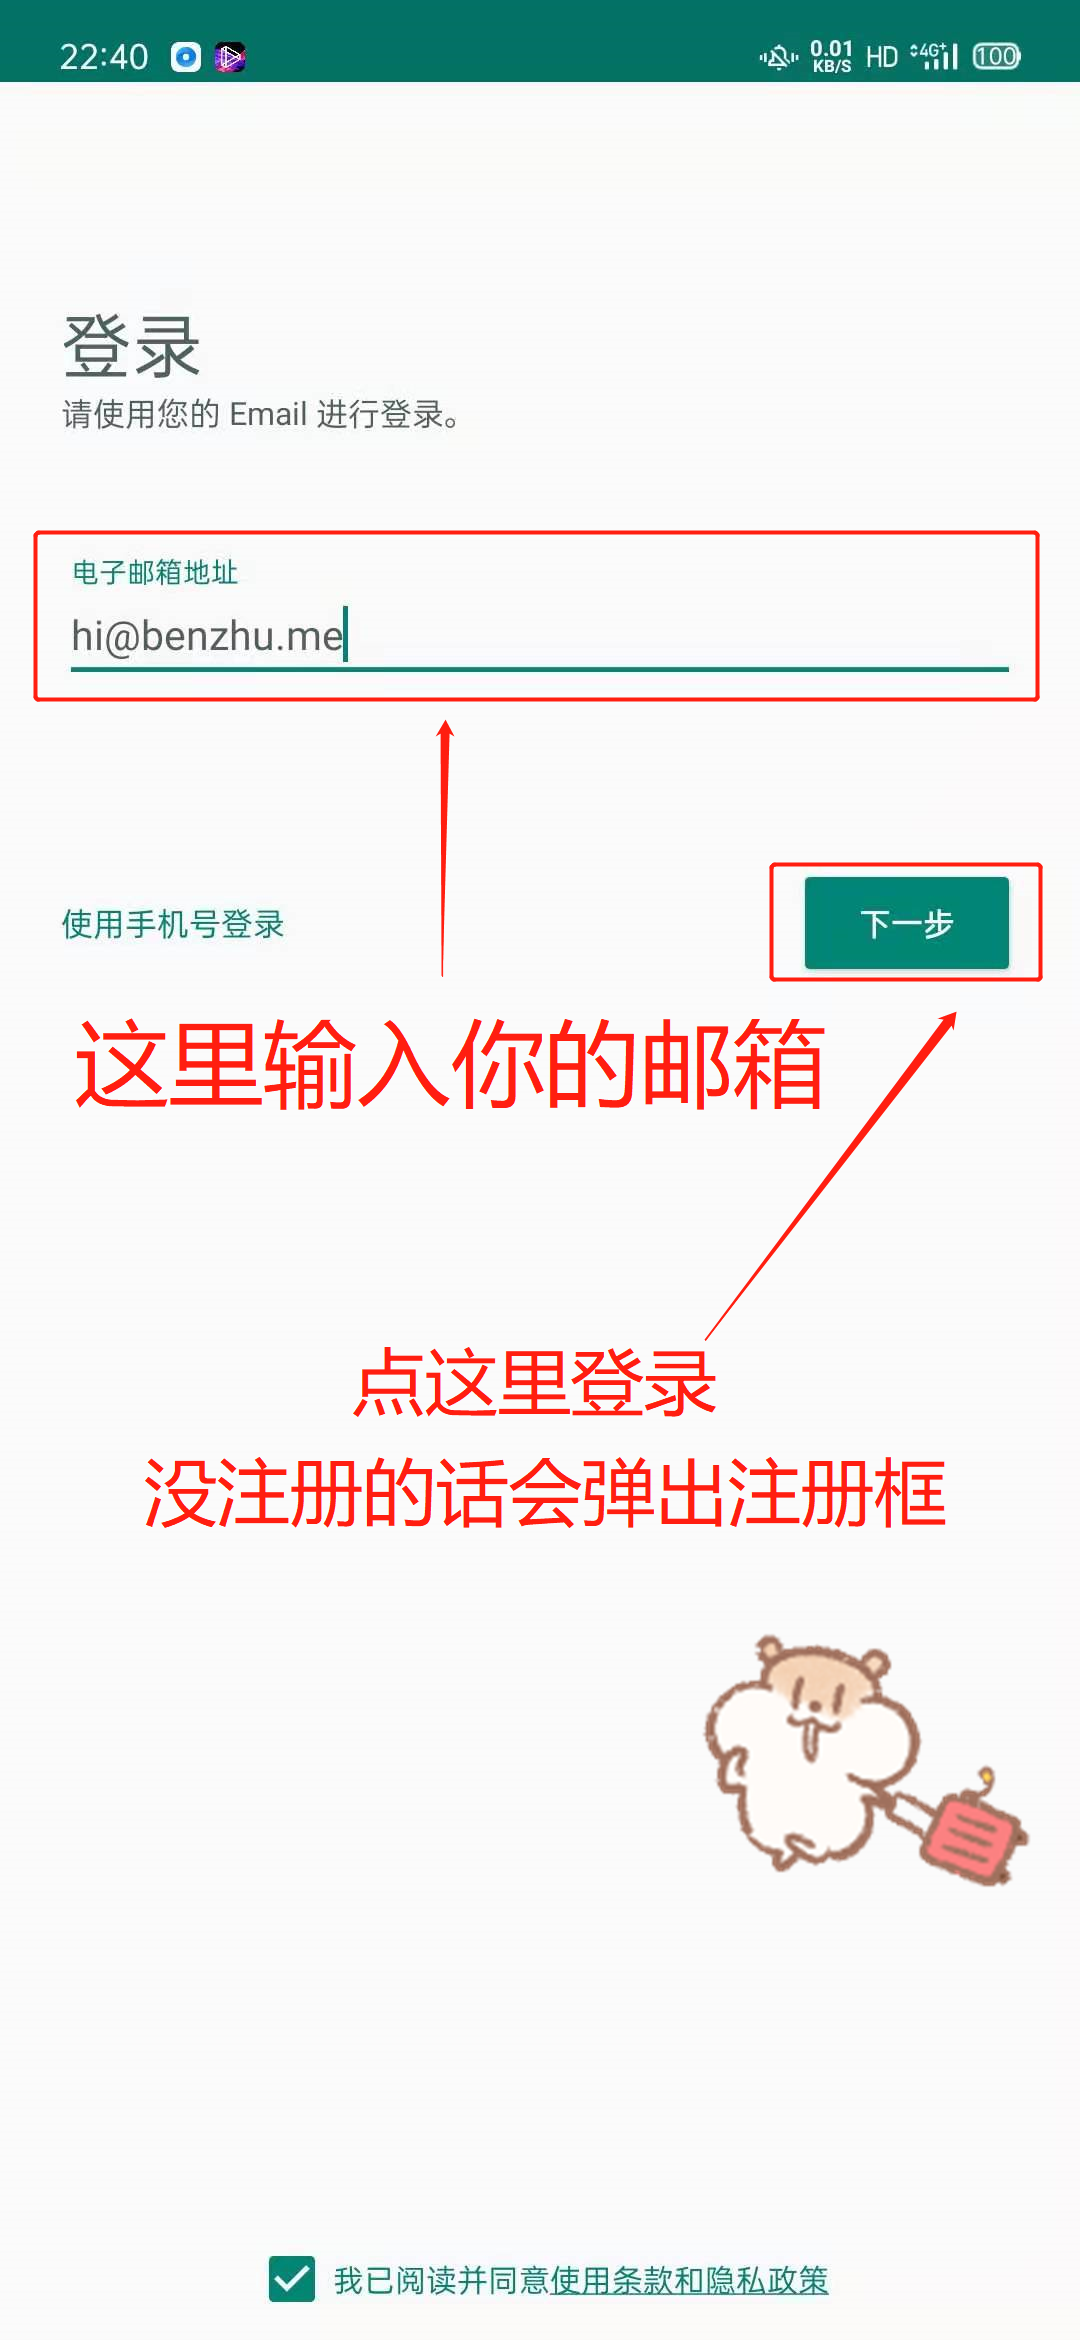 22:40
0.01 KB/S HD 4G+ 100
登录
请使用您的 Email 进行登录。
电子邮箱地址
hi@benzhu.me
使用手机号登录
下一步
这里输入你的邮箱
点这里登录
没注册的话会弹出注册框
我已阅读并同意使用条款和隐私政策